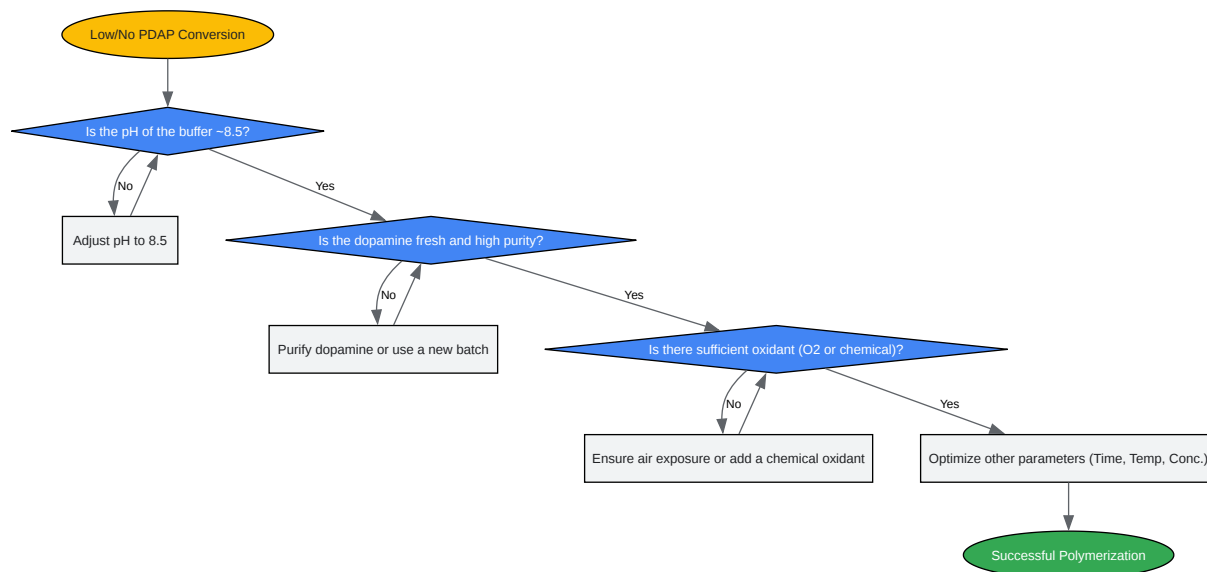 Low/No PDAP Conversion
Is the pH of the buffer ~8.5?
No
Yes
Adjust pH to 8.5
Is the dopamine fresh and high purity?
No
Yes
Purify dopamine or use a new batch
Is there sufficient oxidant (O2 or chemical)?
No
Yes
Ensure air exposure or add a chemical oxidant
Optimize other parameters (Time, Temp, Conc.)
Successful Polymerization